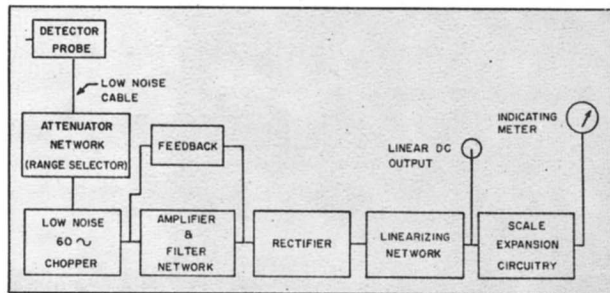 DETECTOR
PROBE
LOW NOISE
CABLE
ATTENUATOR
NETWORK
(RANGE SELECTOR)
FEEDBACK
LINEAR DC
OUTPUT
INDICATING
METER
LOW NOISE
60 ∿
CHOPPER
AMPLIFIER
&
FILTER
NETWORK
RECTIFIER
LINEARIZING
NETWORK
SCALE
EXPANSION
CIRCUITRY